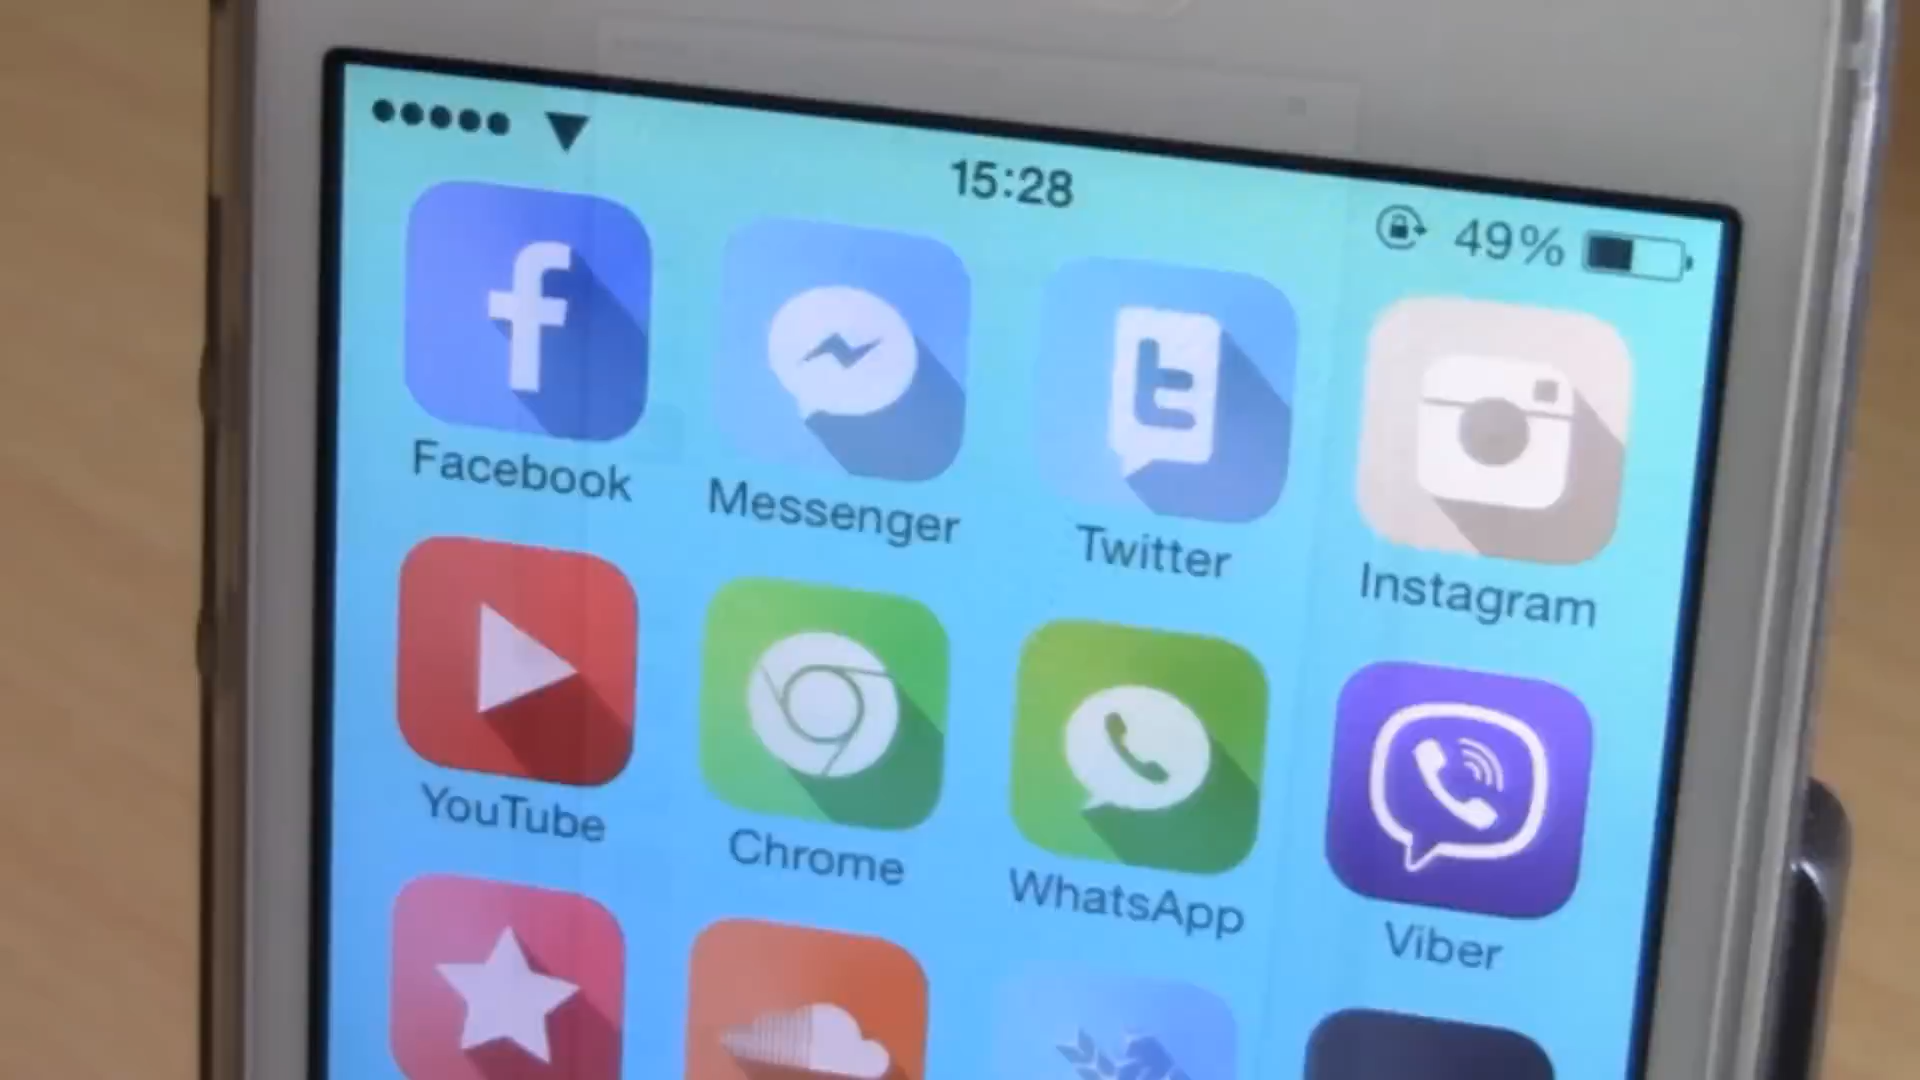 15:28
49%
Facebook
Messenger
Twitter
Instagram
YouTube
Chrome
WhatsApp
Viber